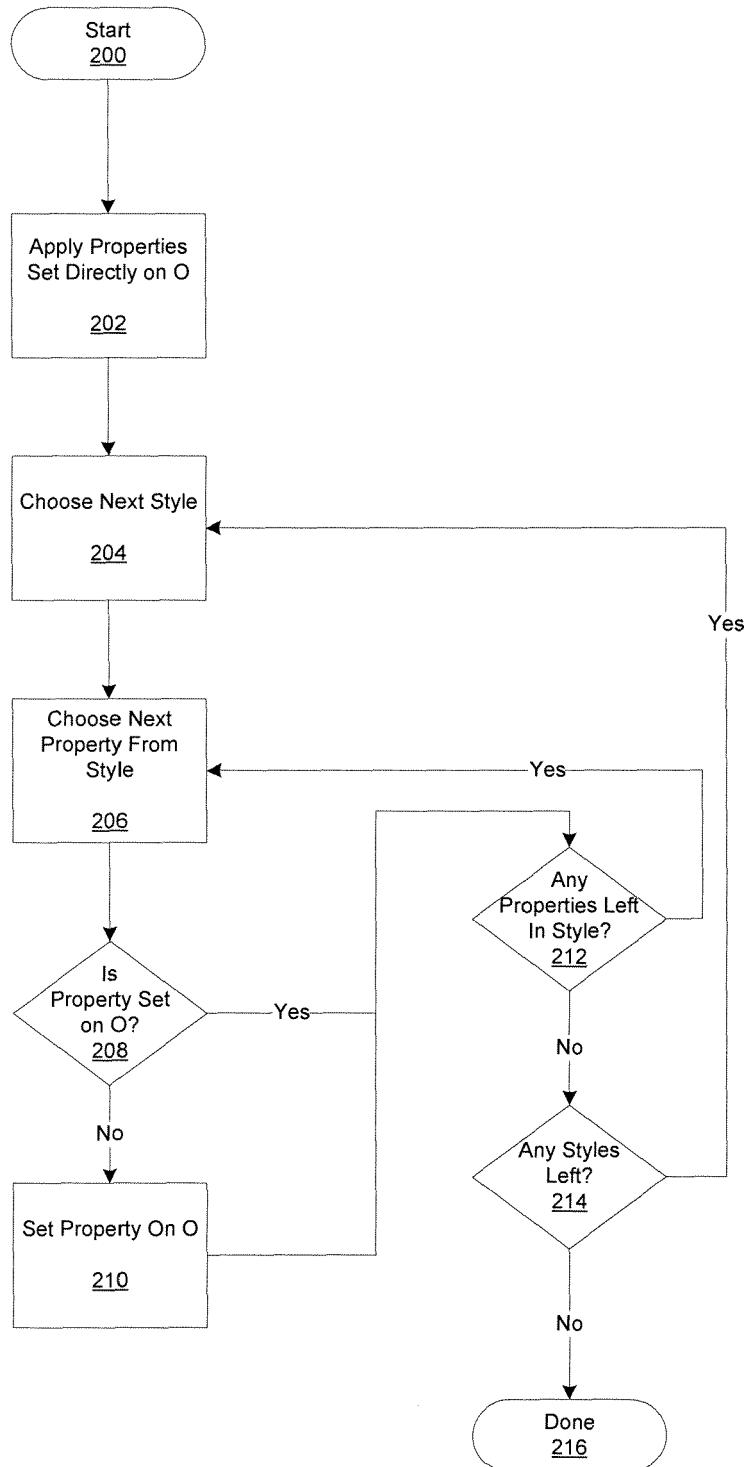 Start
200
Apply Properties
Set Directly on O
202
Choose Next Style
204
Yes
Choose Next
Property From
Style
206
Yes
Any
Properties Left
In Style?
212
Is
Property Set
on O?
208
Yes
No
No
Any Styles
Left?
214
Set Property On O
210
No
Done
216